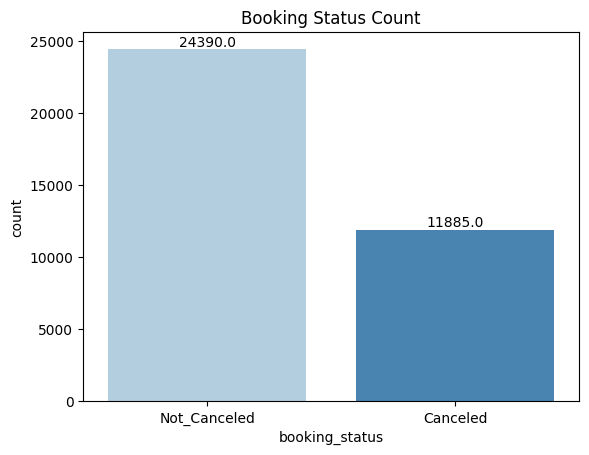 Booking Status Count
25000
24390.0
20000
15000
11885.0
10000
5000
0
count
Not_Canceled
Canceled
booking_status